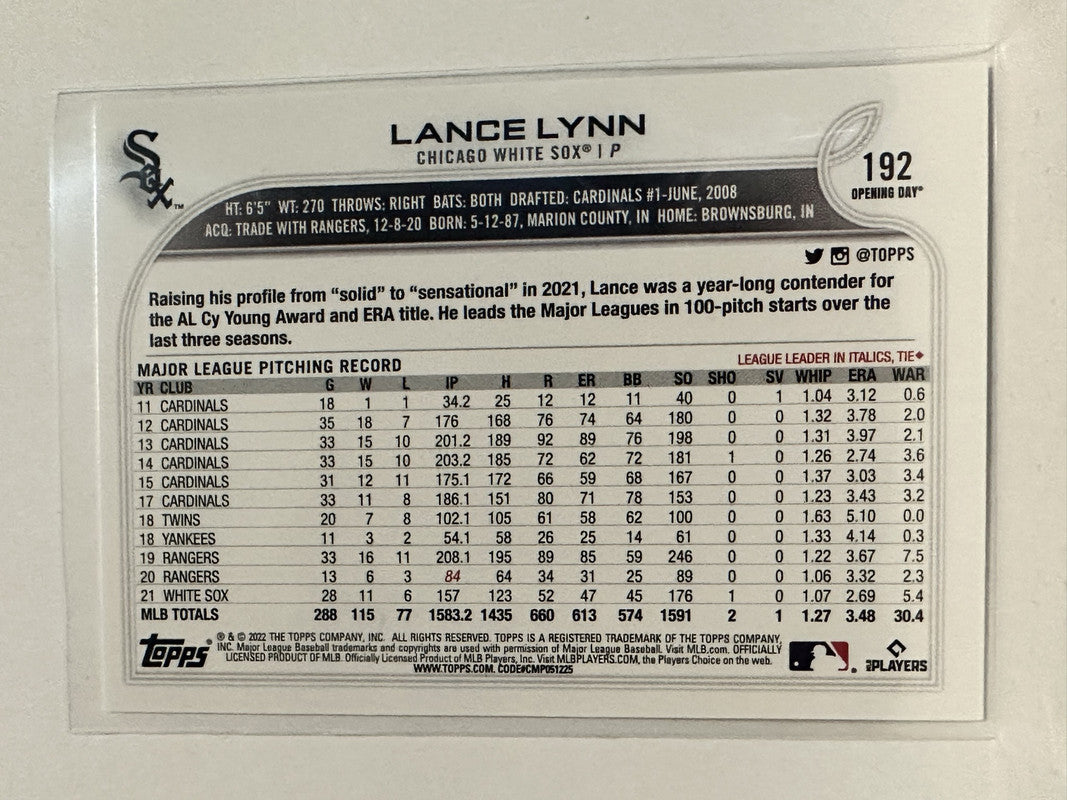 Sox™
LANCE LYNN
CHICAGO WHITE SOX® | P
192
OPENING DAY®
HT: 6'5" WT: 270 THROWS: RIGHT BATS: BOTH DRAFTED: CARDINALS #1-JUNE, 2008
ACQ: TRADE WITH RANGERS, 12-8-20 BORN: 5-12-87, MARION COUNTY, IN HOME: BROWNSBURG, IN
@TOPPS
Raising his profile from “solid” to “sensational” in 2021, Lance was a year-long contender for
the AL Cy Young Award and ERA title. He leads the Major Leagues in 100-pitch starts over the
last three seasons.
MAJOR LEAGUE PITCHING RECORD LEAGUE LEADER IN ITALICS, TIE◆
YR CLUB G W L IP H R ER BB SO SHO SV WHIP ERA WAR
11 CARDINALS 18 1 1 34.2 25 12 12 11 40 0 1 1.04 3.12 0.6
12 CARDINALS 35 18 7 176 168 76 74 64 180 0 0 1.32 3.78 2.0
13 CARDINALS 33 15 10 201.2 189 92 89 76 198 0 0 1.31 3.97 2.1
14 CARDINALS 33 15 10 203.2 185 72 62 72 181 1 0 1.26 2.74 3.6
15 CARDINALS 31 12 11 175.1 172 66 59 68 167 0 0 1.37 3.03 3.4
17 CARDINALS 33 11 8 186.1 151 80 71 78 153 0 0 1.23 3.43 3.2
18 TWINS 20 7 8 102.1 105 61 58 62 100 0 0 1.63 5.10 0.0
18 YANKEES 11 3 2 54.1 58 26 25 14 61 0 0 1.33 4.14 0.3
19 RANGERS 33 16 11 208.1 195 89 85 59 246 0 0 1.22 3.67 7.5
20 RANGERS 13 6 3 84 64 34 31 25 89 0 0 1.06 3.32 2.3
21 WHITE SOX 28 11 6 157 123 52 47 45 176 1 0 1.07 2.69 5.4
MLB TOTALS 288 115 77 1583.2 1435 660 613 574 1591 2 1 1.27 3.48 30.4
topps
® & © 2022 THE TOPPS COMPANY, INC. ALL RIGHTS RESERVED. TOPPS IS A REGISTERED TRADEMARK OF THE TOPPS COMPANY,
INC. Major League Baseball trademarks and copyrights are used with permission of Major League Baseball. Visit MLB.com. OFFICIALLY
LICENSED PRODUCT OF MLB. Officially Licensed Product of MLB Players, Inc. Visit MLBPLAYERS.COM, the Players Choice on the web.
WWW.TOPPS.COM. CODE#CMP051225
MLB PLAYERS